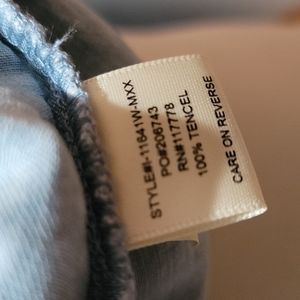 STYLE#I-11641W-MXX
PO#206743
RN#117778
100% TENCEL
CARE ON REVERSE